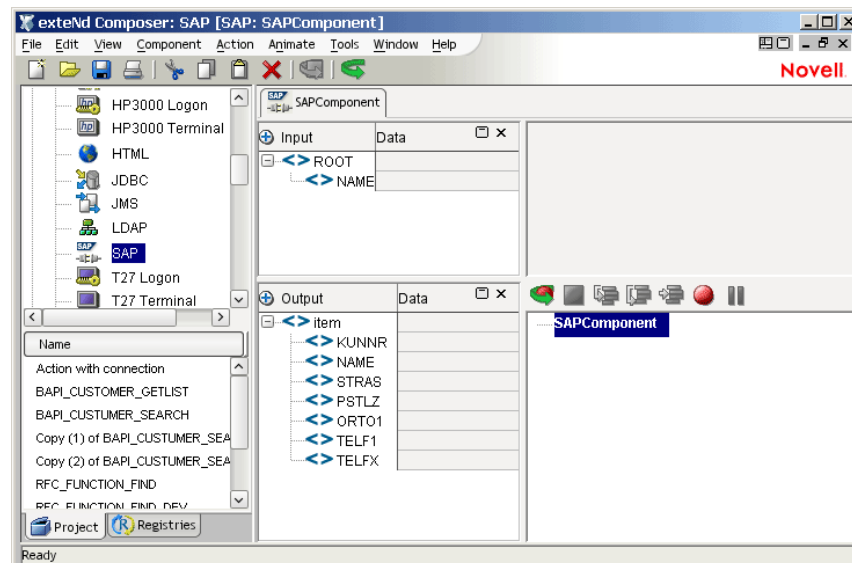 exteNd Composer: SAP [SAP: SAPComponent]
File Edit View Component Action Animate Tools Window Help
Novell.
HP3000 Logon
HP3000 Terminal
HTML
JDBC
JMS
LDAP
SAP
SAP
T27 Logon
T27 Terminal
Name
Action with connection
BAPI_CUSTOMER_GETLIST
BAPI_CUSTUMER_SEARCH
Copy (1) of BAPI_CUSTUMER_SEA
Copy (2) of BAPI_CUSTUMER_SEA
RFC_FUNCTION_FIND
RFC_FUNCTION_FIND_DEV
Project Registries
SAP SAPComponent
Input Data
ROOT
NAME
Output Data
item
KUNNR
NAME
STRAS
PSTLZ
ORTO1
TELF1
TELFX
SAPComponent
Ready